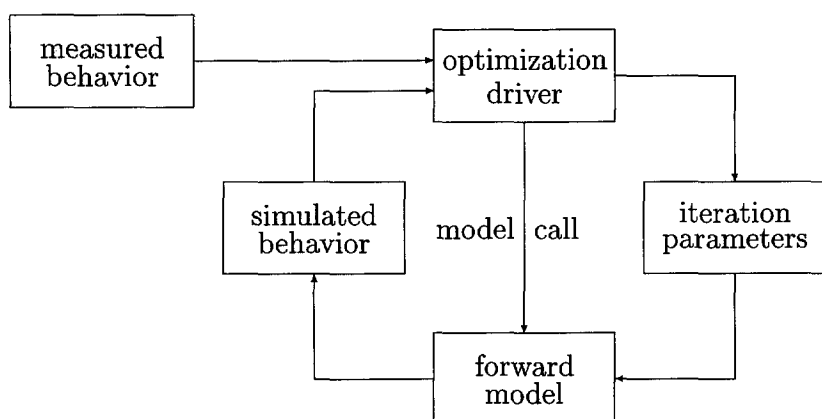 measured
behavior
optimization
driver
simulated
behavior
model call
iteration
parameters
forward
model